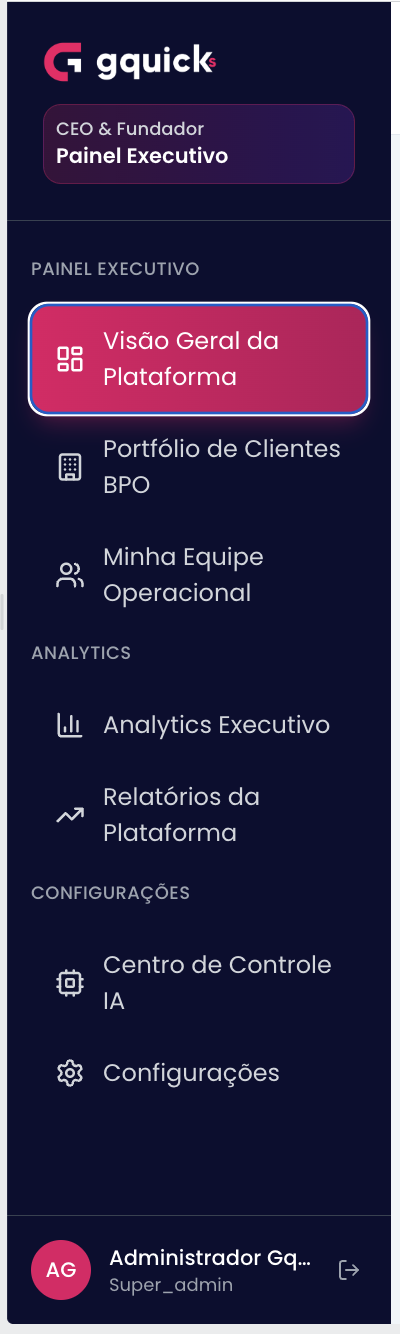 gquicks
CEO & Fundador
Painel Executivo
PAINEL EXECUTIVO
Visão Geral da
Plataforma
Portfólio de Clientes
BPO
Minha Equipe
Operacional
ANALYTICS
Analytics Executivo
Relatórios da
Plataforma
CONFIGURAÇÕES
Centro de Controle
IA
Configurações
AG
Administrador Gq...
Super_admin